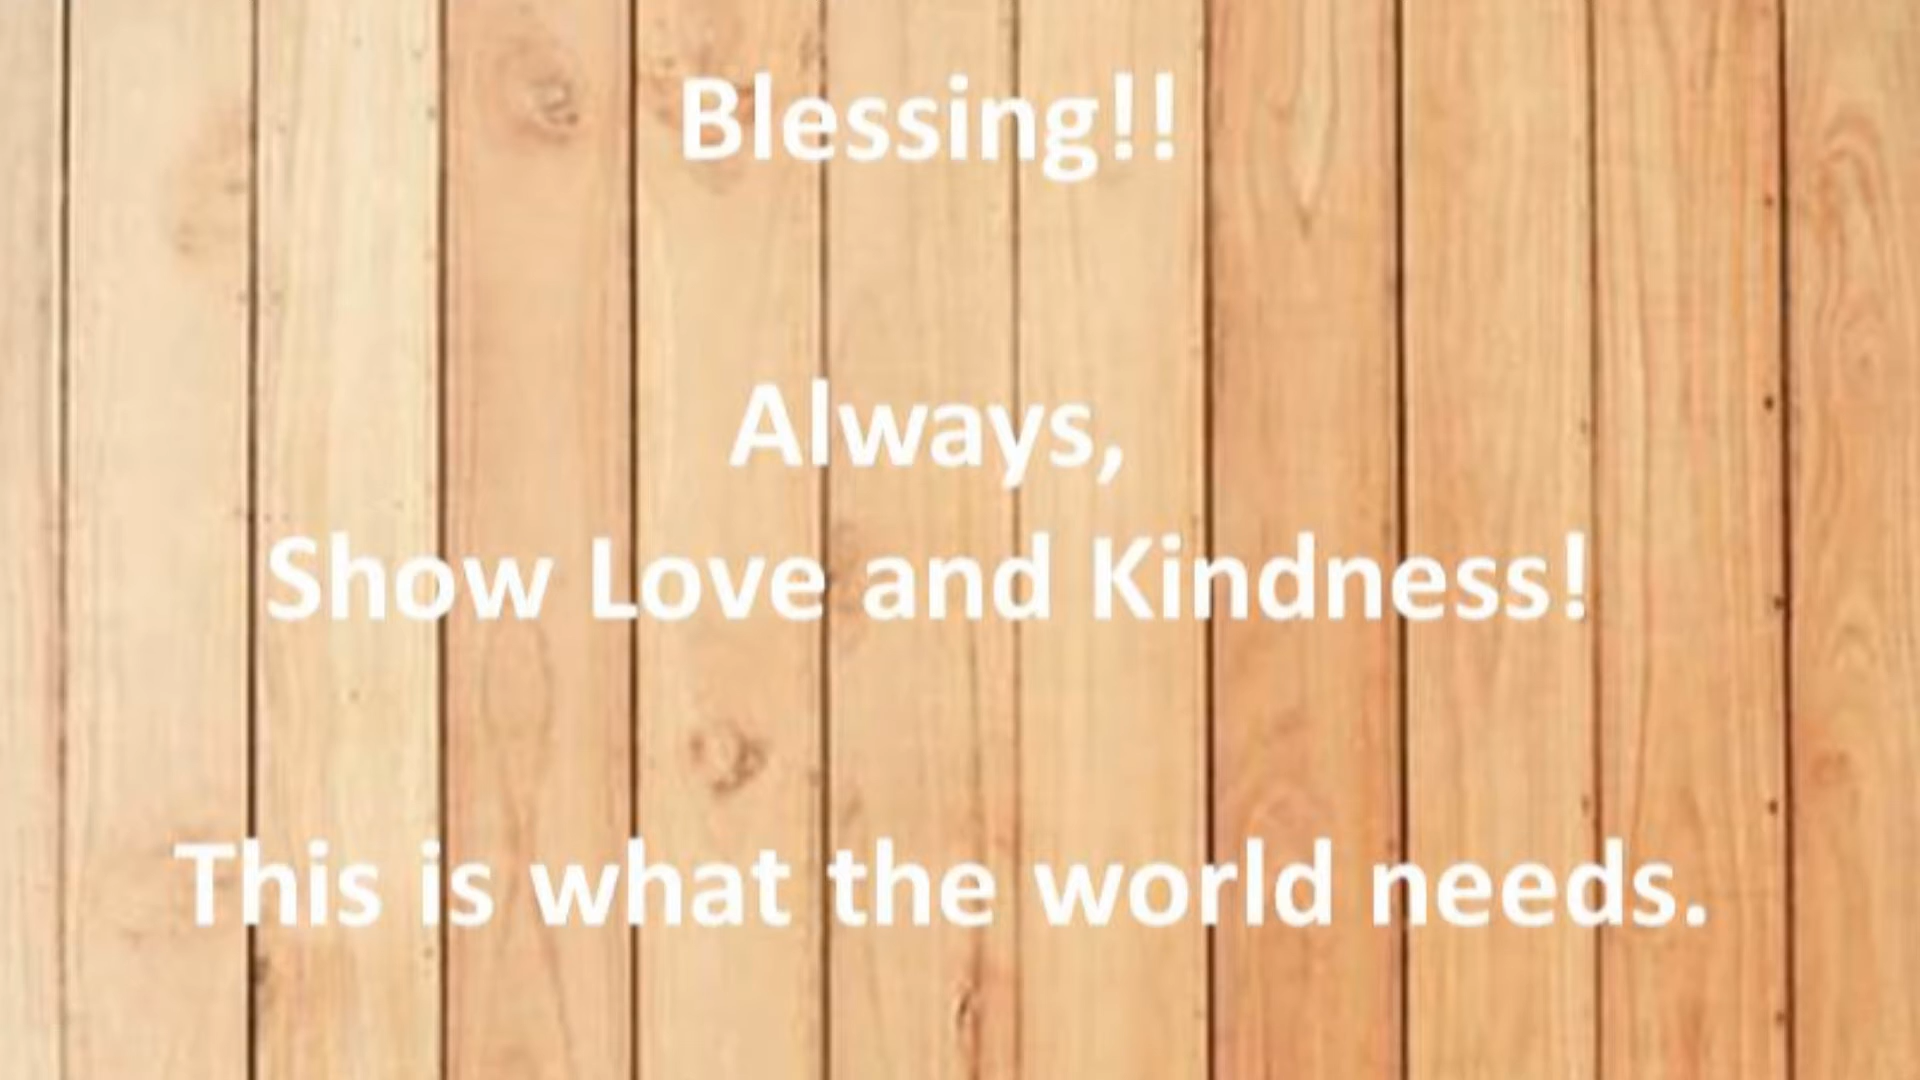 Blessing!!
Always,
Show Love and Kindness!
This is what the world needs.